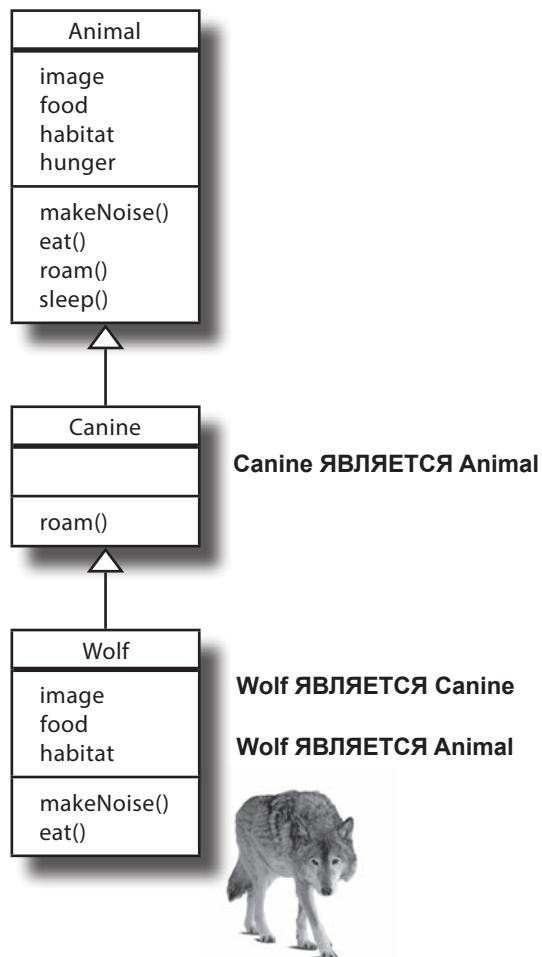 Animal
image
food
habitat
hunger
makeNoise()
eat()
roam()
sleep()
Canine
Canine ЯВЛЯЕТСЯ Animal
roam()
Wolf
Wolf ЯВЛЯЕТСЯ Canine
image
food
Wolf ЯВЛЯЕТСЯ Animal
habitat
makeNoise()
eat()